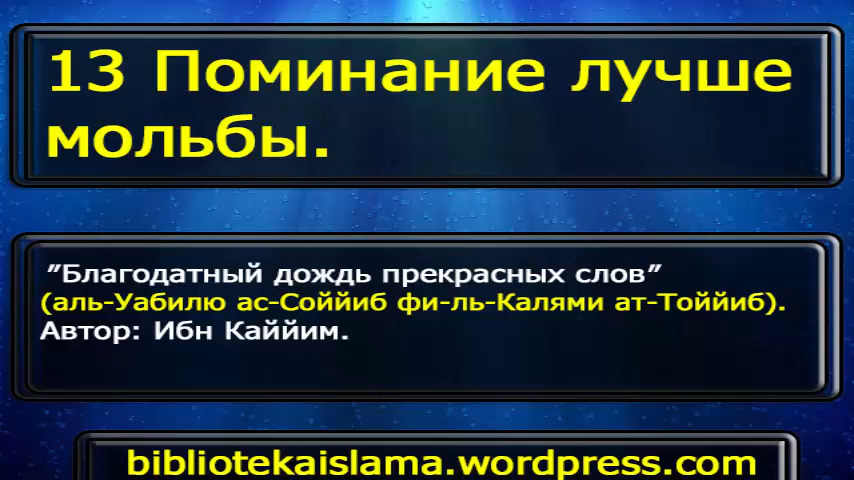 13 Поминание лучше
мольбы.
”Благодатный дождь прекрасных слов”
(аль-Уабилю ас-Соййиб фи-ль-Калями ат-Тоййиб).
Автор: Ибн Каййим.
bibliotekaislama.wordpress.com